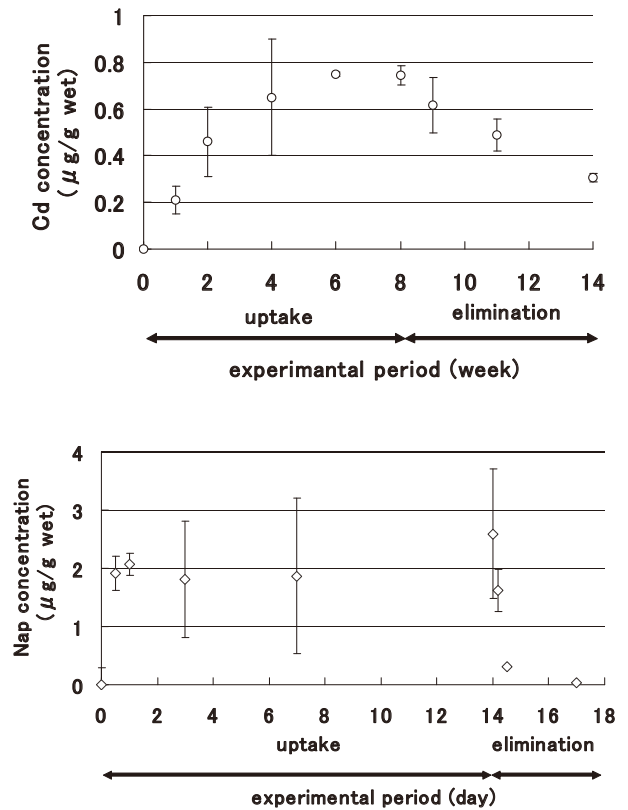 1
0.8
0.6
0.4
0.2
0
Cd concentration
(μg/g wet)
0 2 4 6 8 10 12 14
uptake elimination
experimantal period (week)
4
3
2
1
0
Nap concentration
(μg/g wet)
0 2 4 6 8 10 12 14 16 18
uptake elimination
experimental period (day)